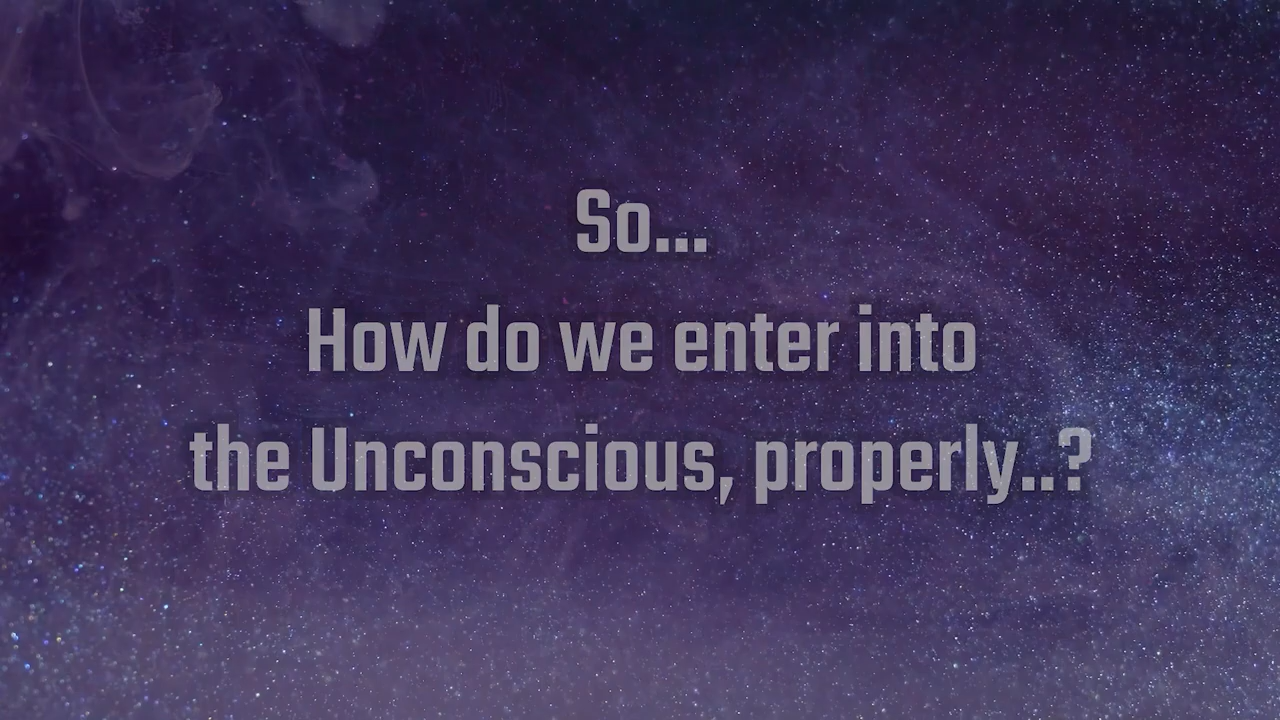 So...
How do we enter into
the Unconscious, properly..?